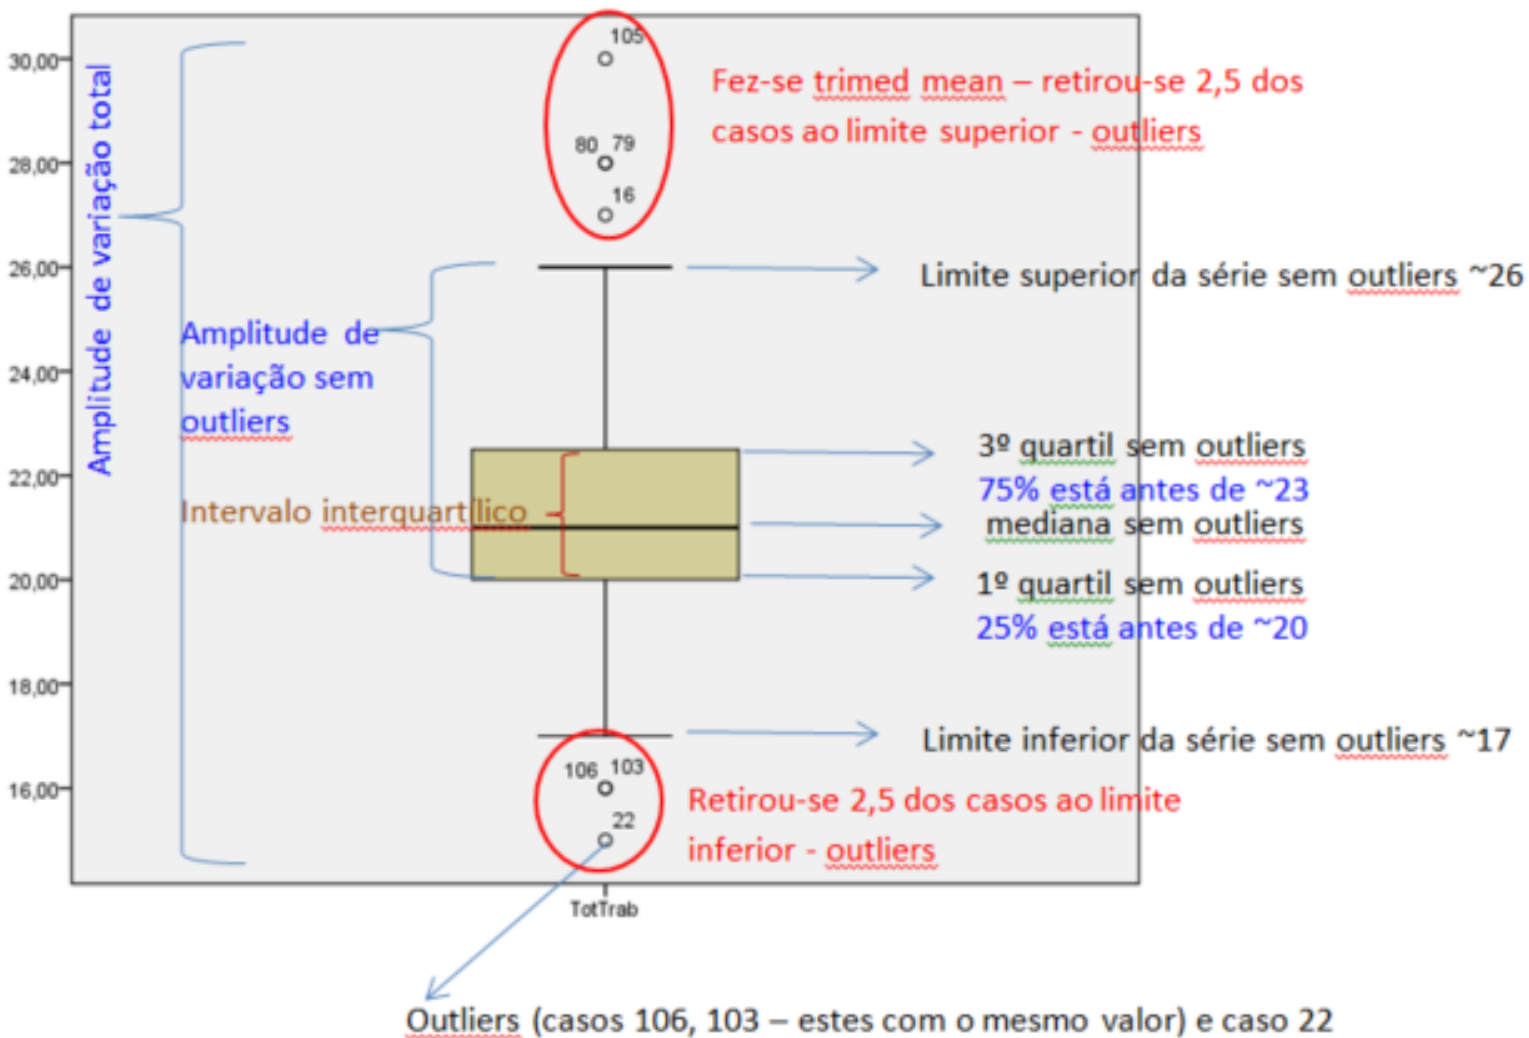 105
30,00
Fez-se trimed mean – retirou-se 2,5 dos
casos ao limite superior - outliers
80 79
28,00
16
Amplitude de variação total
26,00
Limite superior da série sem outliers ~26
Amplitude de
variação sem
outliers
24,00
3º quartil sem outliers
75% está antes de ~23
22,00
Intervalo interquartílico
mediana sem outliers
20,00
1º quartil sem outliers
25% está antes de ~20
18,00
Limite inferior da série sem outliers ~17
106 103
16,00
Retirou-se 2,5 dos casos ao limite
inferior - outliers
22
TotTrab
Outliers (casos 106, 103 – estes com o mesmo valor) e caso 22